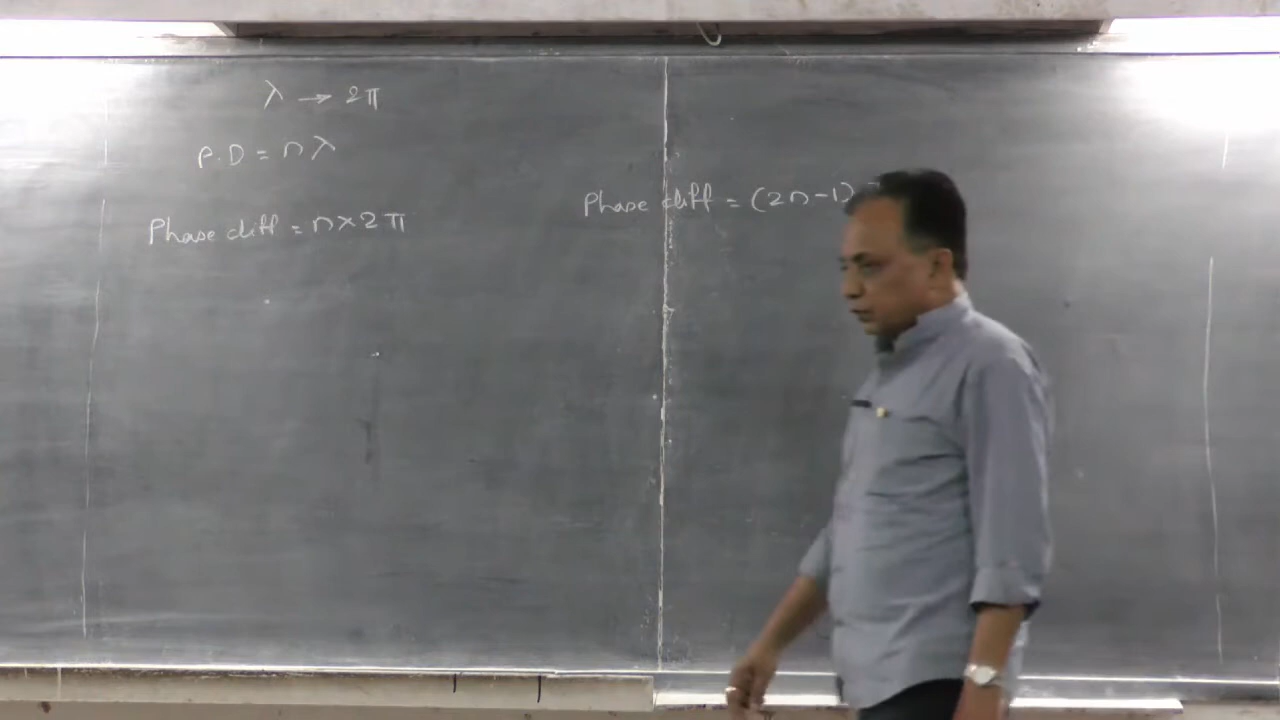 λ → 2π
P.D = nλ
Phase diff = n×2π
Phase diff = (2n-1)